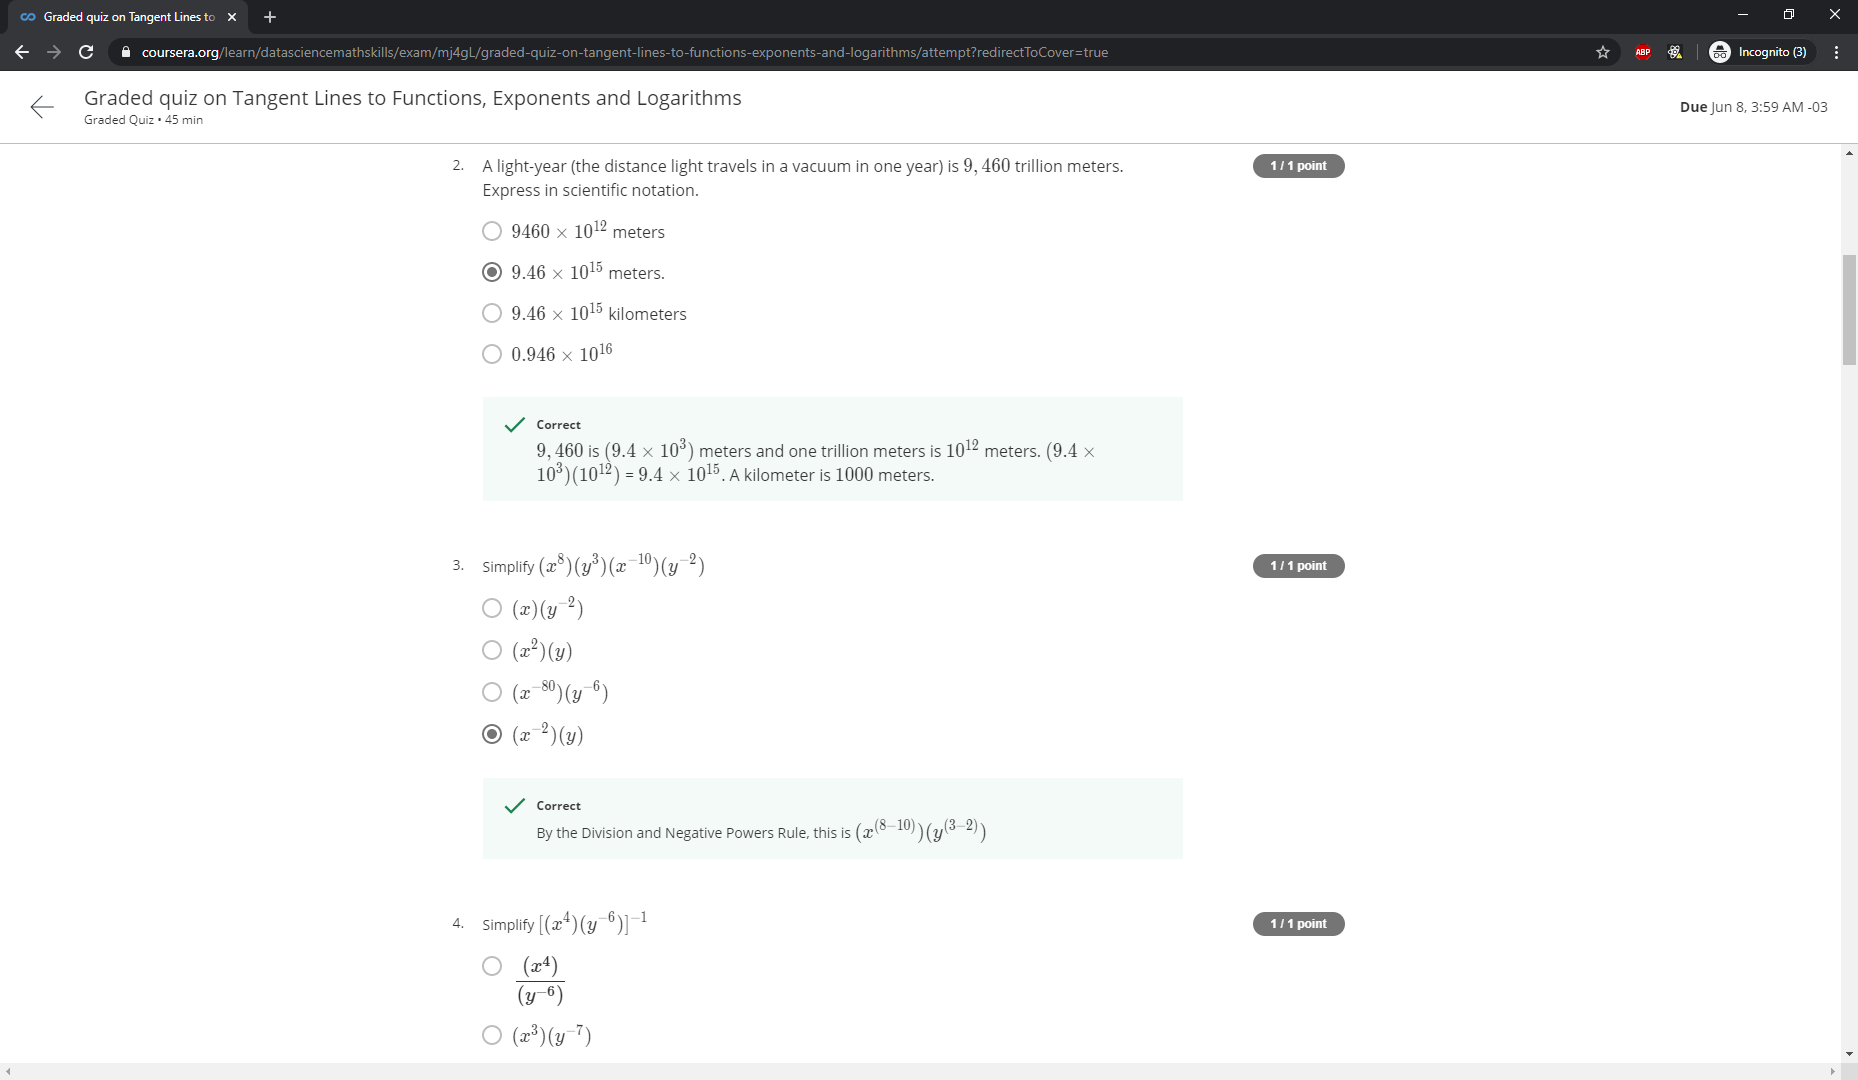 Graded quiz on Tangent Lines to
coursera.org/learn/datasciencemathskills/exam/mj4gL/graded-quiz-on-tangent-lines-to-functions-exponents-and-logarithms/attempt?redirectToCover=true
ABP
Incognito (3)
Graded quiz on Tangent Lines to Functions, Exponents and Logarithms
Graded Quiz • 45 min
Due Jun 8, 3:59 AM -03
2. A light-year (the distance light travels in a vacuum in one year) is 9, 460 trillion meters.
Express in scientific notation.
1 / 1 point
9460 × 10^12 meters
9.46 × 10^15 meters.
9.46 × 10^15 kilometers
0.946 × 10^16
Correct
9, 460 is (9.4 × 10^3) meters and one trillion meters is 10^12 meters. (9.4 ×
10^3)(10^12) = 9.4 × 10^15. A kilometer is 1000 meters.
3. Simplify (x^8)(y^3)(x^−10)(y^−2)
1 / 1 point
(x)(y^−2)
(x^2)(y)
(x^−80)(y^−6)
(x^−2)(y)
Correct
By the Division and Negative Powers Rule, this is (x^(8−10))(y^(3−2))
4. Simplify [(x^4)(y^−6)]^−1
1 / 1 point
(x^4)
(y^−6)
(x^3)(y^−7)